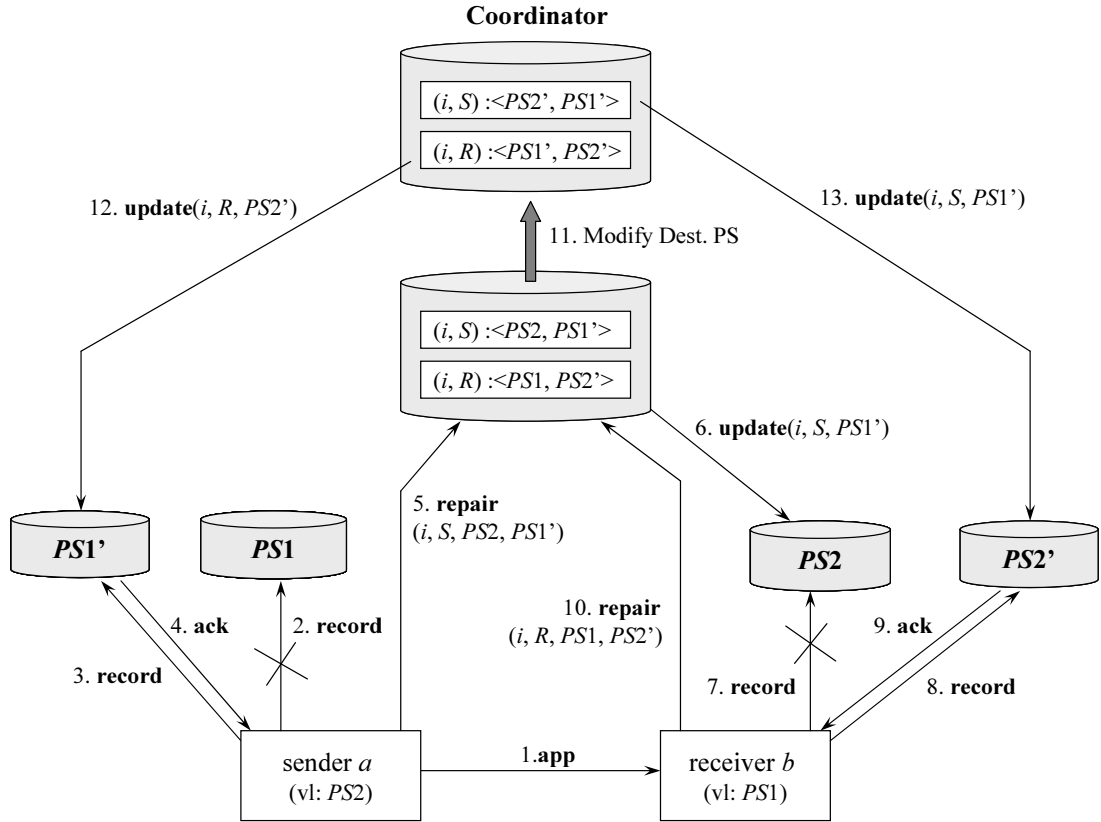 Coordinator
(i, S) :<PS2’, PS1’>
(i, R) :<PS1’, PS2’>
12. update(i, R, PS2’)
13. update(i, S, PS1’)
11. Modify Dest. PS
(i, S) :<PS2, PS1’>
(i, R) :<PS1, PS2’>
6. update(i, S, PS1’)
5. repair
(i, S, PS2, PS1’)
PS1’
PS1
PS2
PS2’
10. repair
(i, R, PS1, PS2’)
4. ack
2. record
9. ack
3. record
7. record
8. record
1.app
sender a
(vl: PS2)
receiver b
(vl: PS1)